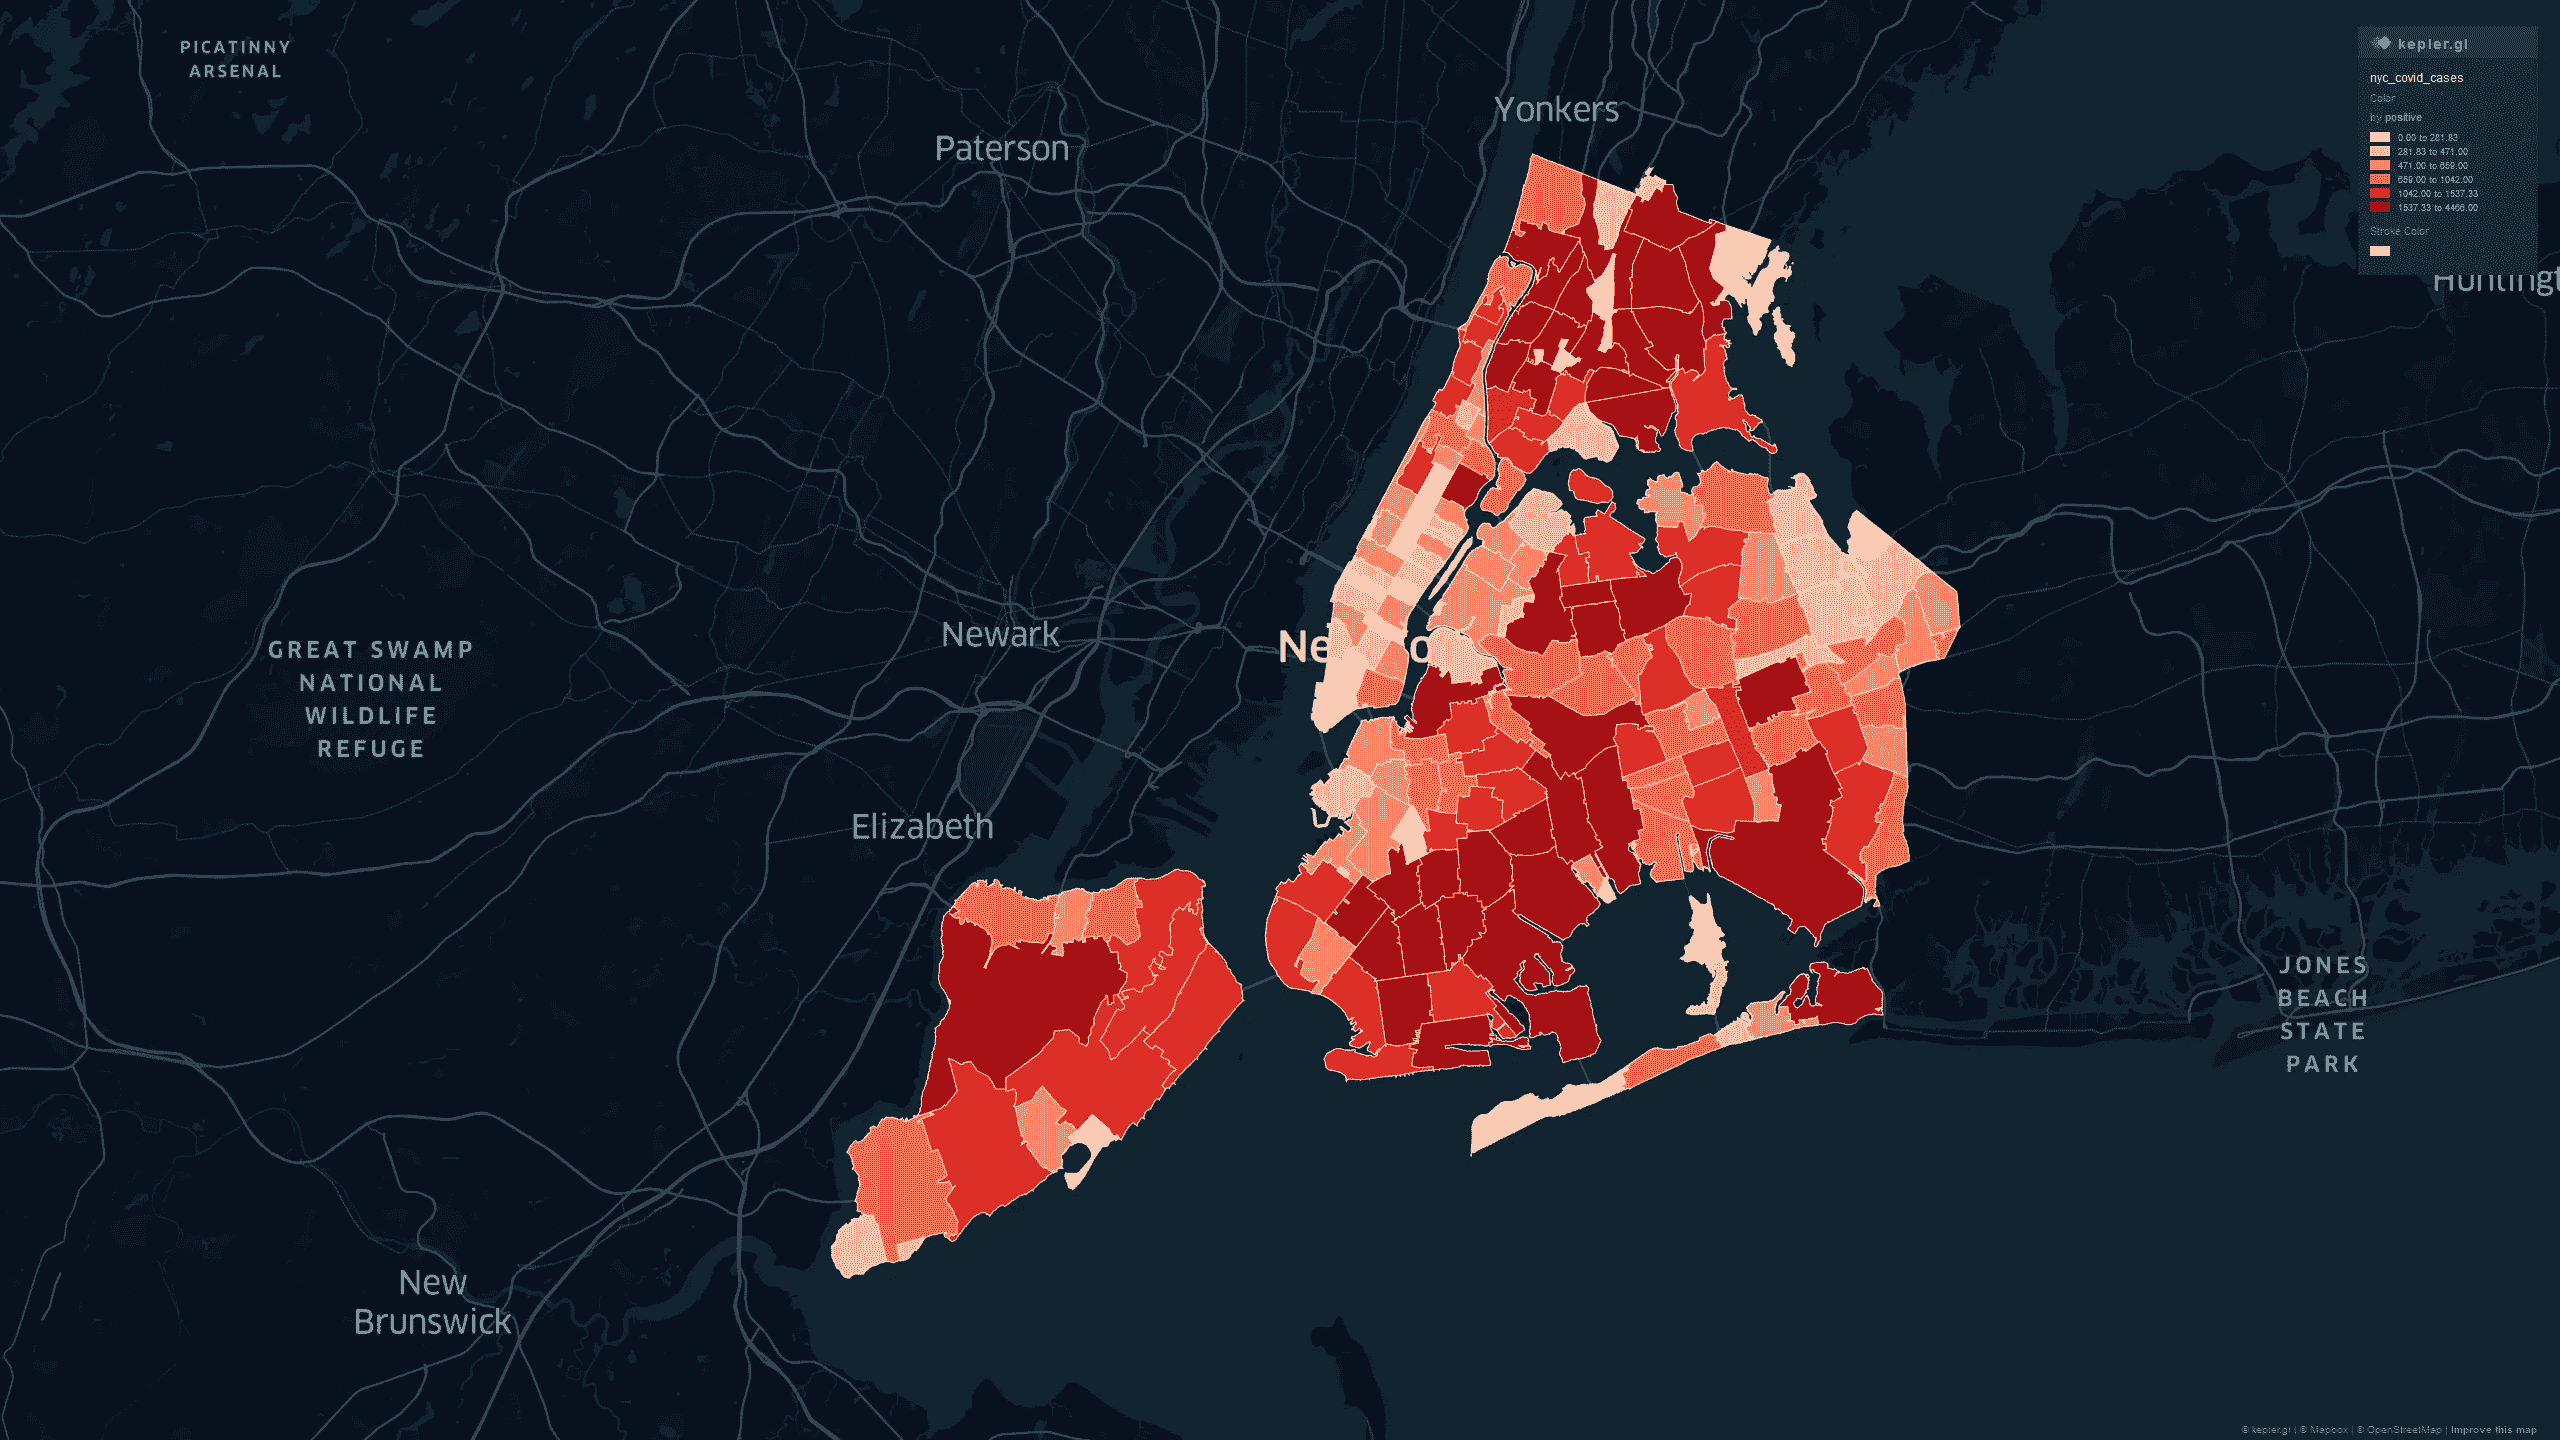 PICATINNY
ARSENAL
Yonkers
Paterson
kepler.gl
nyc_covid_cases
Color
by positive
0.00 to 281.83
281.83 to 471.00
471.00 to 659.00
659.00 to 1042.00
1042.00 to 1537.33
1537.33 to 4466.00
Stroke Color
Huntingt
Newark
Ne
o
GREAT SWAMP
NATIONAL
WILDLIFE
REFUGE
Elizabeth
JONES
BEACH
STATE
PARK
New
Brunswick
© kepler.gl | © Mapbox | © OpenStreetMap | Improve this map